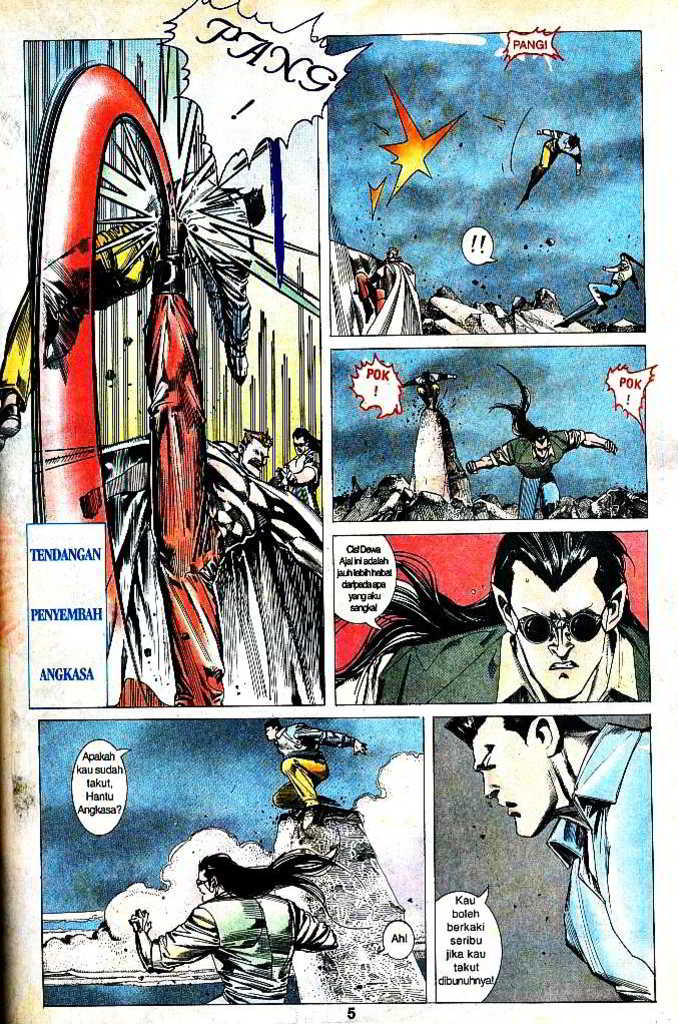 PANG
!
PANG!
!!
TENDANGAN
PENYEMBAH
ANGKASA
POK
!
POK
!
Cis! Dewa
Ajal ini adalah
jauh lebih hebat
daripada apa
yang aku
sangka!
Apakah
kau sudah
takut,
Hantu
Angkasa?
Ah!
Kau
boleh
berkaki
seribu
jika kau
takut
dibunuhnya!
5